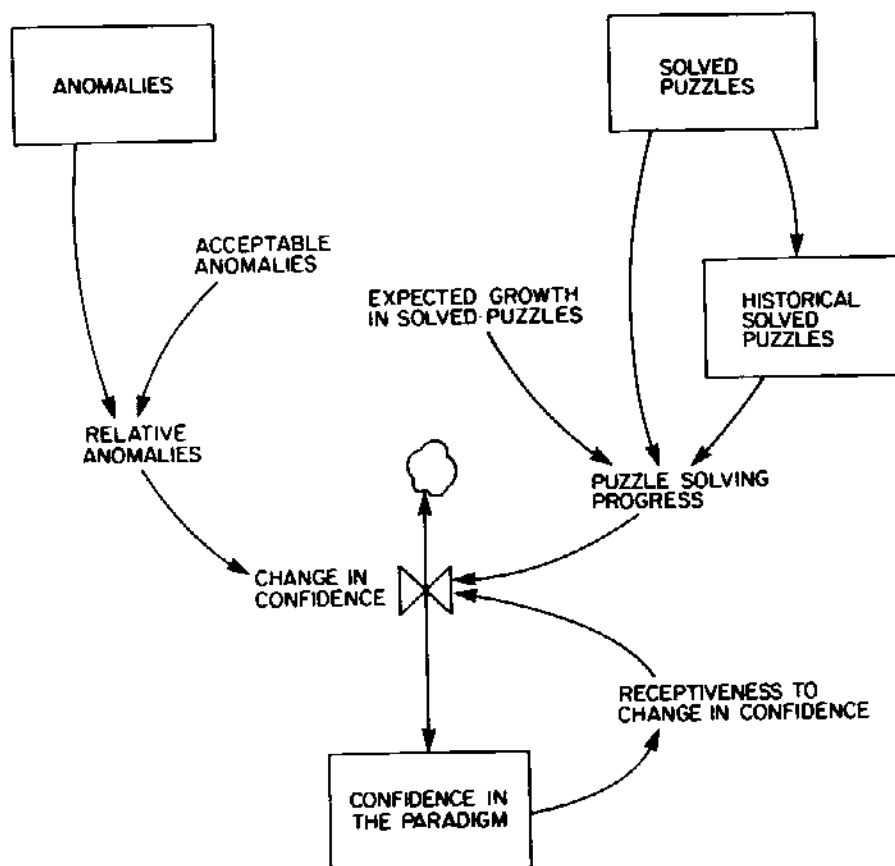 ANOMALIES
SOLVED
PUZZLES
ACCEPTABLE
ANOMALIES
EXPECTED GROWTH
IN SOLVED PUZZLES
HISTORICAL
SOLVED
PUZZLES
RELATIVE
ANOMALIES
PUZZLE SOLVING
PROGRESS
CHANGE IN
CONFIDENCE
RECEPTIVENESS TO
CHANGE IN CONFIDENCE
CONFIDENCE IN
THE PARADIGM